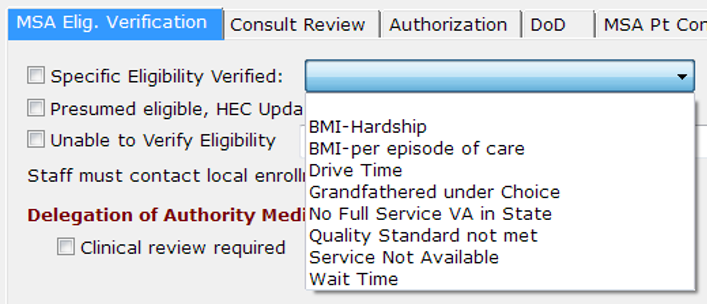 MSA Elig. Verification Consult Review Authorization DoD MSA Pt Con
Specific Eligibility Verified:
Presumed eligible, HEC Upda
Unable to Verify Eligibility
Staff must contact local enroll
Delegation of Authority Medi
Clinical review required
BMI-Hardship
BMI-per episode of care
Drive Time
Grandfathered under Choice
No Full Service VA in State
Quality Standard not met
Service Not Available
Wait Time